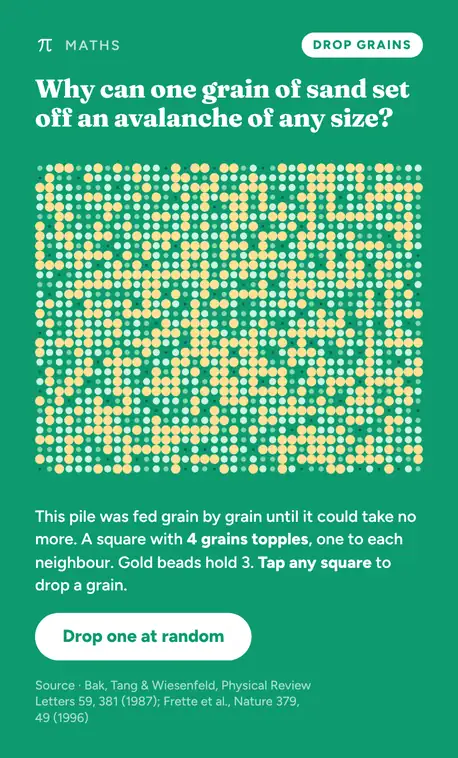 π MATHS
DROP GRAINS
Why can one grain of sand set
off an avalanche of any size?
This pile was fed grain by grain until it could take no
more. A square with 4 grains topples, one to each
neighbour. Gold beads hold 3. Tap any square to
drop a grain.
Drop one at random
Source · Bak, Tang & Wiesenfeld, Physical Review
Letters 59, 381 (1987); Frette et al., Nature 379,
49 (1996)